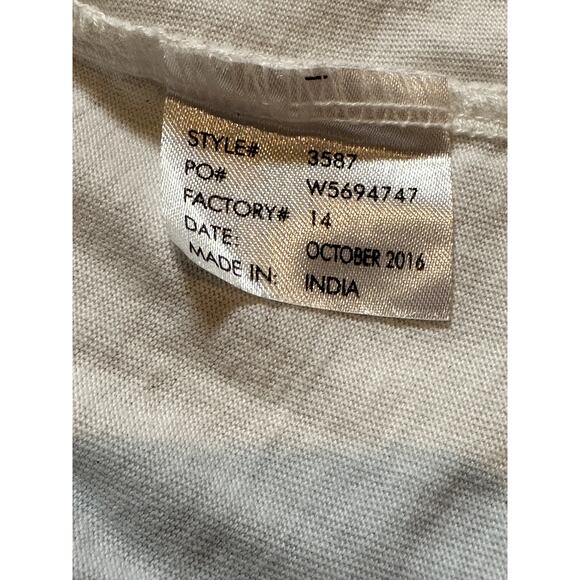 STYLE# 3587
PO# W5694747
FACTORY# 14
DATE: OCTOBER 2016
MADE IN: INDIA